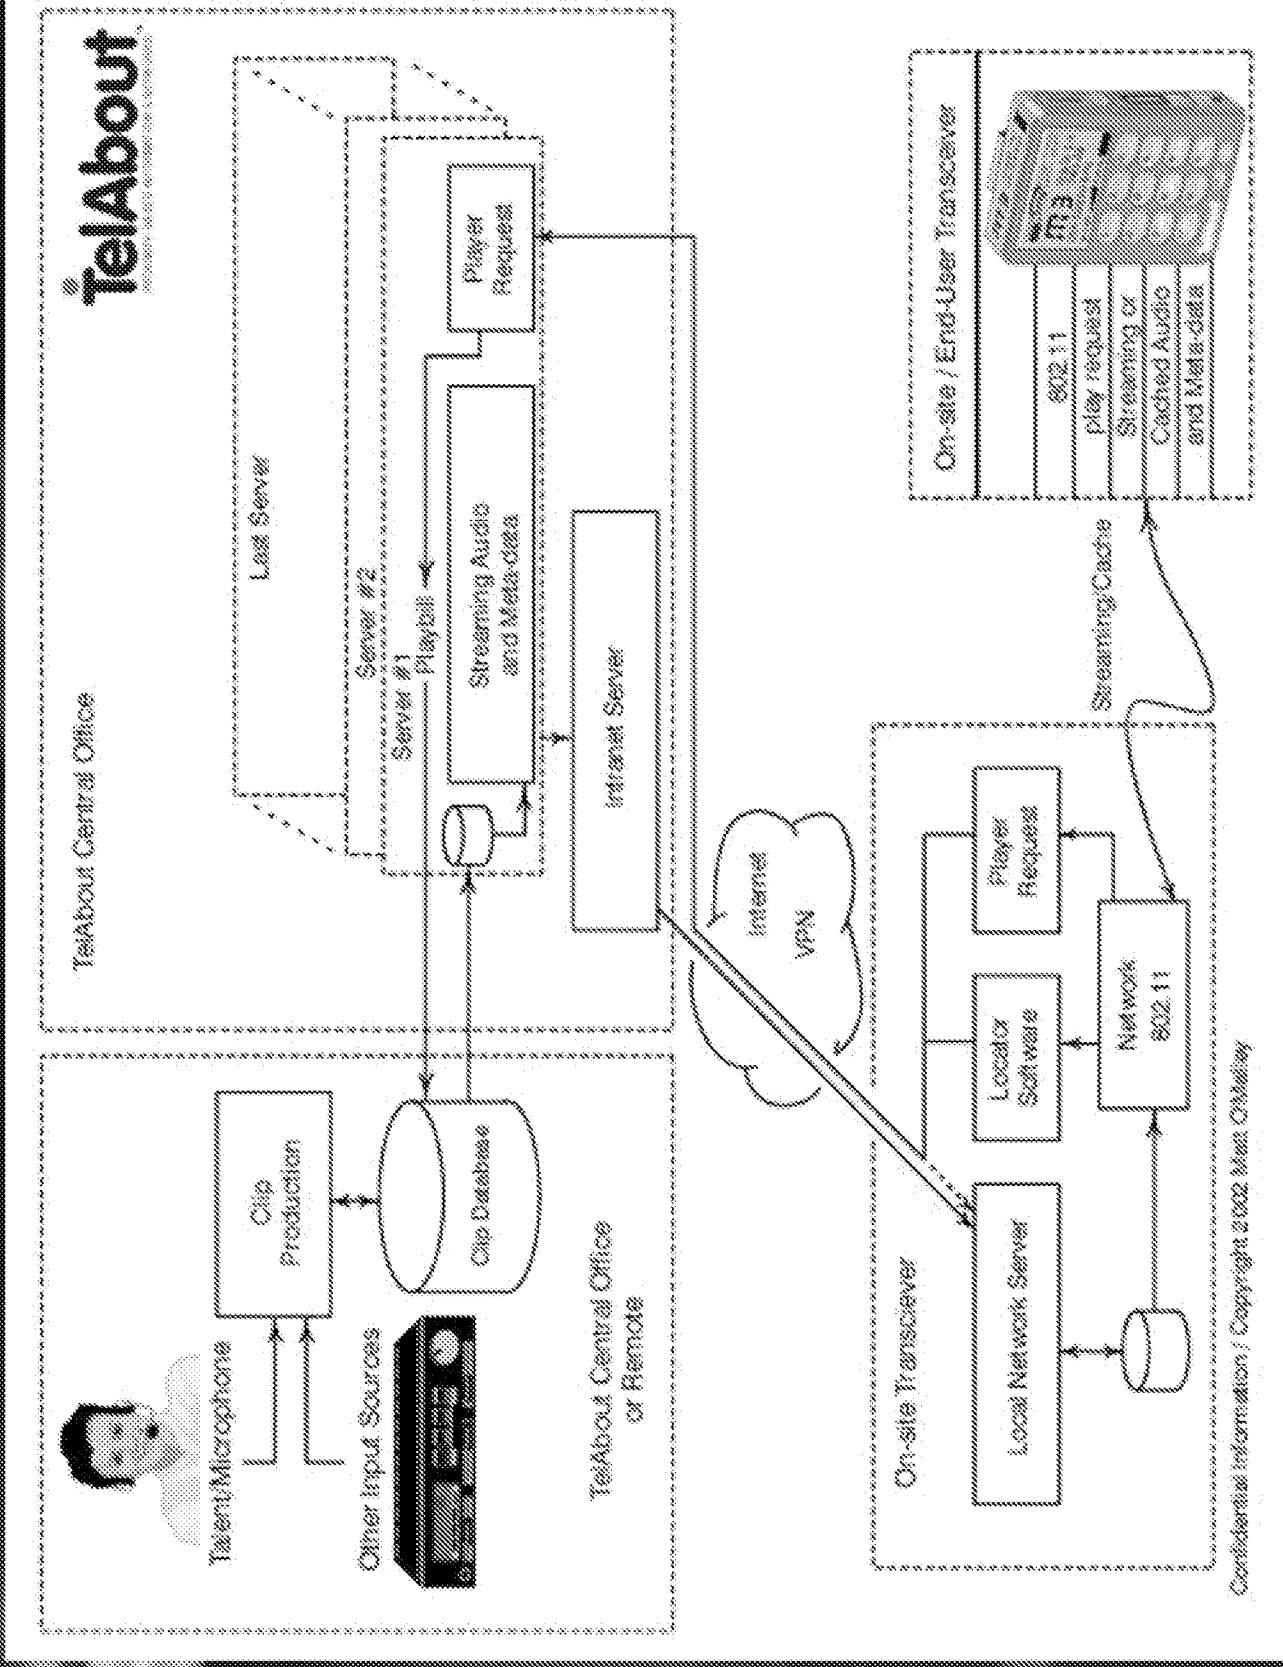 TelAbout
TelAbout Central Office
Last Server
Server #2
Server #1
Playbill
Player
Request
Streaming Audio
and Meta-data
Intranet Server
Talent/Microphone
Other Input Sources
Clip
Production
Clip Database
TelAbout Central Office
or Remote
Internet
VPN
On-site Transciever
Local Network Server
Locator
Software
Player
Request
Network
802.11
Streaming/Cache
On-site / End-User Transceiver
802.11
play request
Streaming or
Cached Audio
and Meta-data
m3
Confidential Information / Copyright 2002 Matt O'Malley